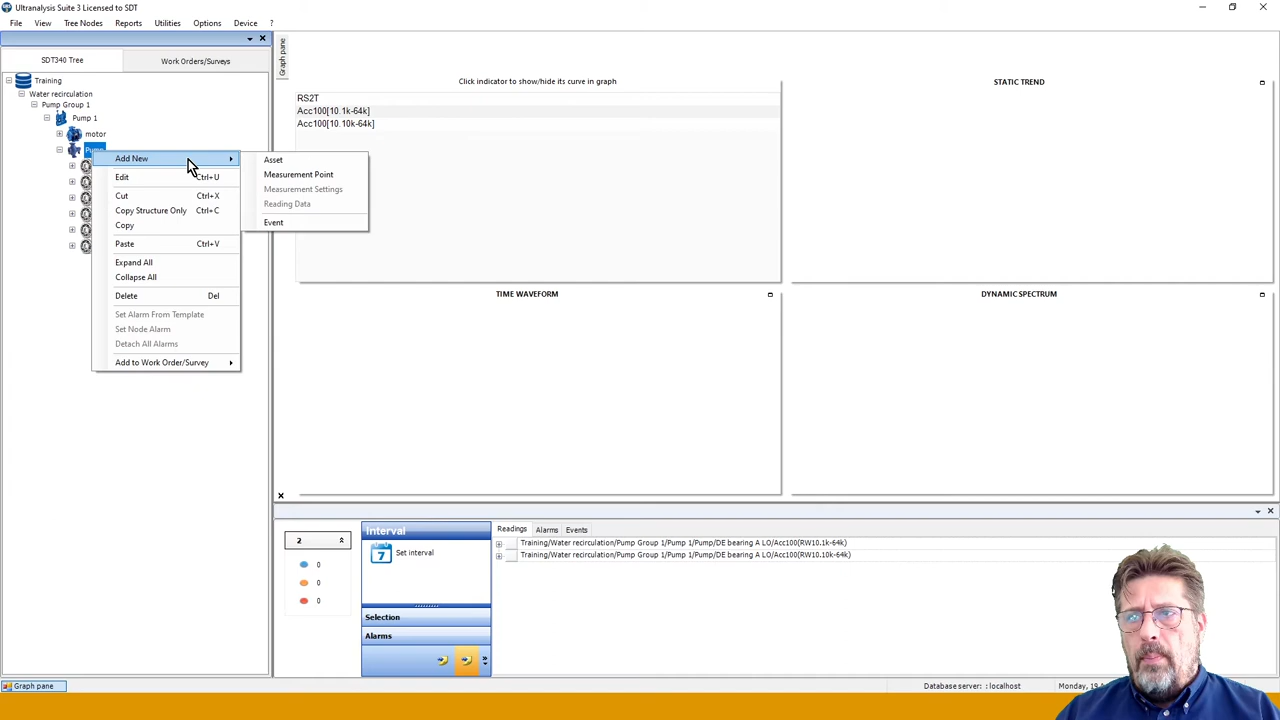 Ultranalysis Suite 3 Licensed to SDT
File View Tree Nodes Reports Utilities Options Device ?
SDT340 Tree
Work Orders/Surveys
Training
Water recirculation
Pump Group 1
Pump 1
motor
Pump
Add New
Edit Ctrl+U
Cut Ctrl+X
Copy Structure Only Ctrl+C
Copy
Paste Ctrl+V
Expand All
Collapse All
Delete Del
Set Alarm From Template
Set Node Alarm
Detach All Alarms
Add to Work Order/Survey
Asset
Measurement Point
Measurement Settings
Reading Data
Event
Graph pane
Click indicator to show/hide its curve in graph
RS2T
Acc100[10.1k-64k]
Acc100[10.10k-64k]
STATIC TREND
TIME WAVEFORM
DYNAMIC SPECTRUM
2
0
0
0
Interval
7 Set interval
Selection
Alarms
Readings Alarms Events
Training/Water recirculation/Pump Group 1/Pump 1/Pump/DE bearing A LO/Acc100(RW10.1k-64k)
Training/Water recirculation/Pump Group 1/Pump 1/Pump/DE bearing A LO/Acc100(RW10.10k-64k)
Graph pane
Database server: : localhost
Monday, 19